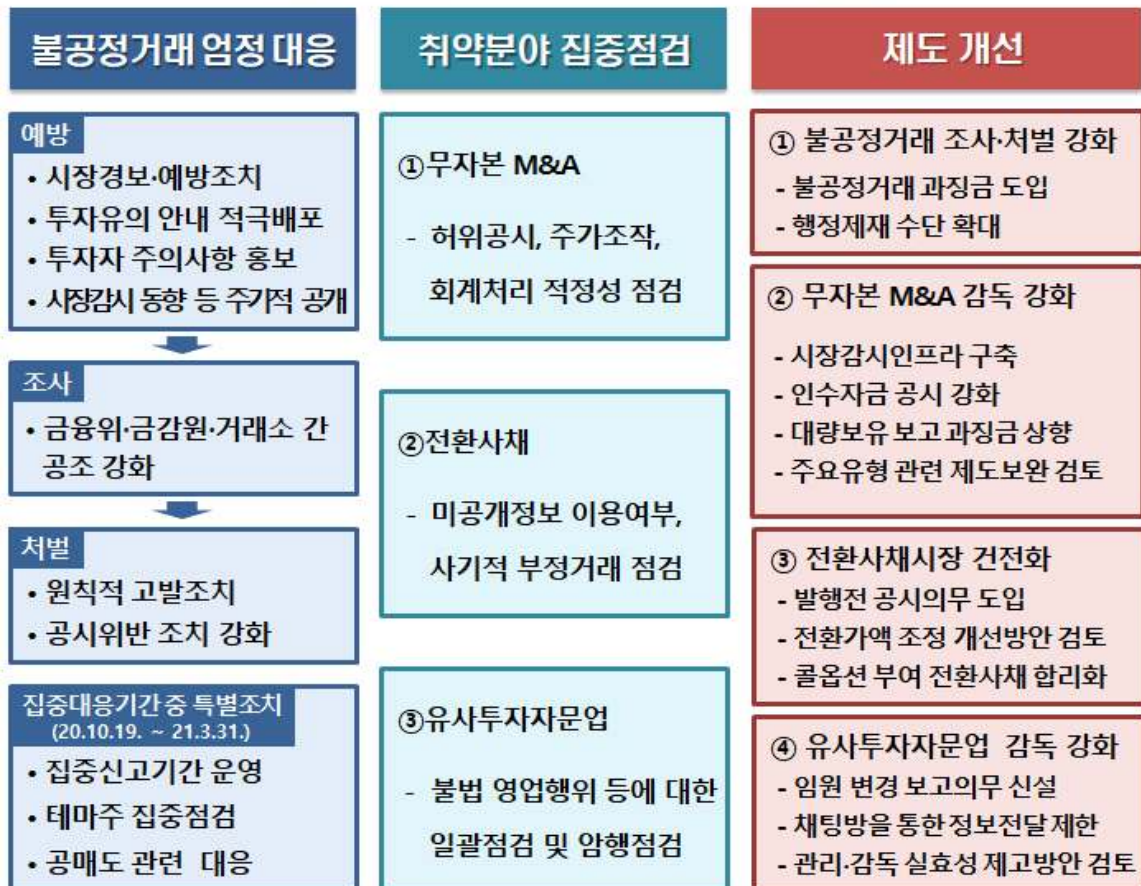 불공정거래 엄정 대응
예방
• 시장경보·예방조치
• 투자유의 안내 적극배포
• 투자자 주의사항 홍보
• 시장감시 동향 등 주기적 공개
조사
• 금융위·금감원·거래소 간
공조 강화
처벌
• 원칙적 고발조치
• 공시위반 조치 강화
집중대응기간 중 특별조치
(20.10.19. ~ 21.3.31.)
• 집중신고기간 운영
• 테마주 집중점검
• 공매도 관련 대응
취약분야 집중점검
①무자본 M&A
- 허위공시, 주가조작,
회계처리 적정성 점검
②전환사채
- 미공개정보 이용여부,
사기적 부정거래 점검
③유사투자자문업
- 불법 영업행위 등에 대한
일괄점검 및 암행점검
제도 개선
① 불공정거래 조사·처벌 강화
- 불공정거래 과징금 도입
- 행정제재 수단 확대
② 무자본 M&A 감독 강화
- 시장감시인프라 구축
- 인수자금 공시 강화
- 대량보유 보고 과징금 상향
- 주요유형 관련 제도보완 검토
③ 전환사채시장 건전화
- 발행전 공시의무 도입
- 전환가액 조정 개선방안 검토
- 콜옵션 부여 전환사채 합리화
④ 유사투자자문업 감독 강화
- 임원 변경 보고의무 신설
- 채팅방을 통한 정보전달 제한
- 관리·감독 실효성 제고방안 검토